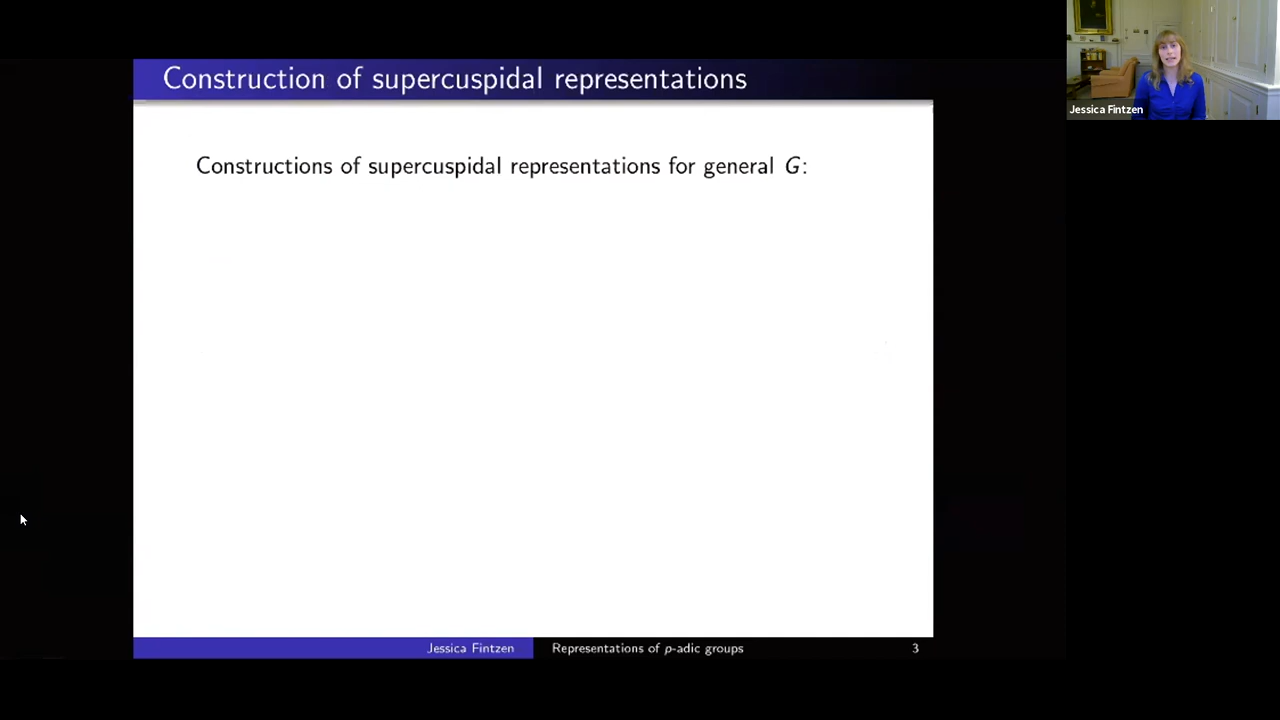 Construction of supercuspidal representations
Jessica Fintzen
Constructions of supercuspidal representations for general G:
Jessica Fintzen
Representations of p-adic groups
3